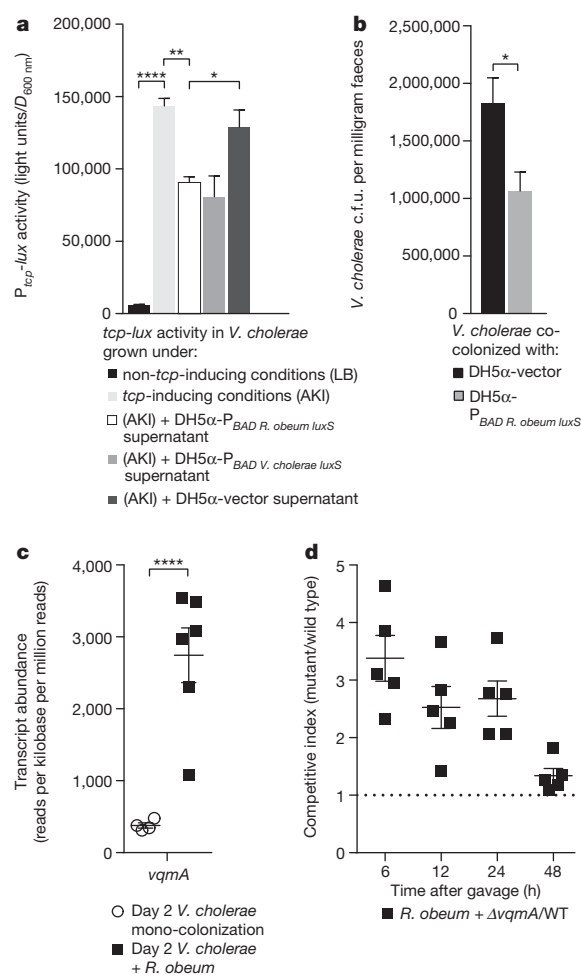 a
200,000
150,000
100,000
50,000
0
P_tcp-lux activity (light units/D_600 nm)
****
**
*
tcp-lux activity in V. cholerae
grown under:
non-tcp-inducing conditions (LB)
tcp-inducing conditions (AKI)
(AKI) + DH5α-P_BAD R. obeum luxS
supernatant
(AKI) + DH5α-P_BAD V. cholerae luxS
supernatant
(AKI) + DH5α-vector supernatant
b
2,500,000
2,000,000
1,500,000
1,000,000
500,000
0
V. cholerae c.f.u. per milligram faeces
*
V. cholerae co-
colonized with:
DH5α-vector
DH5α-
P_BAD R. obeum luxS
c
4,000
3,000
2,000
1,000
0
Transcript abundance
(reads per kilobase per million reads)
****
vqmA
Day 2 V. cholerae
mono-colonization
Day 2 V. cholerae
+ R. obeum
d
5
4
3
2
1
0
Competitive index (mutant/wild type)
6 12 24 48
Time after gavage (h)
R. obeum + ΔvqmA/WT